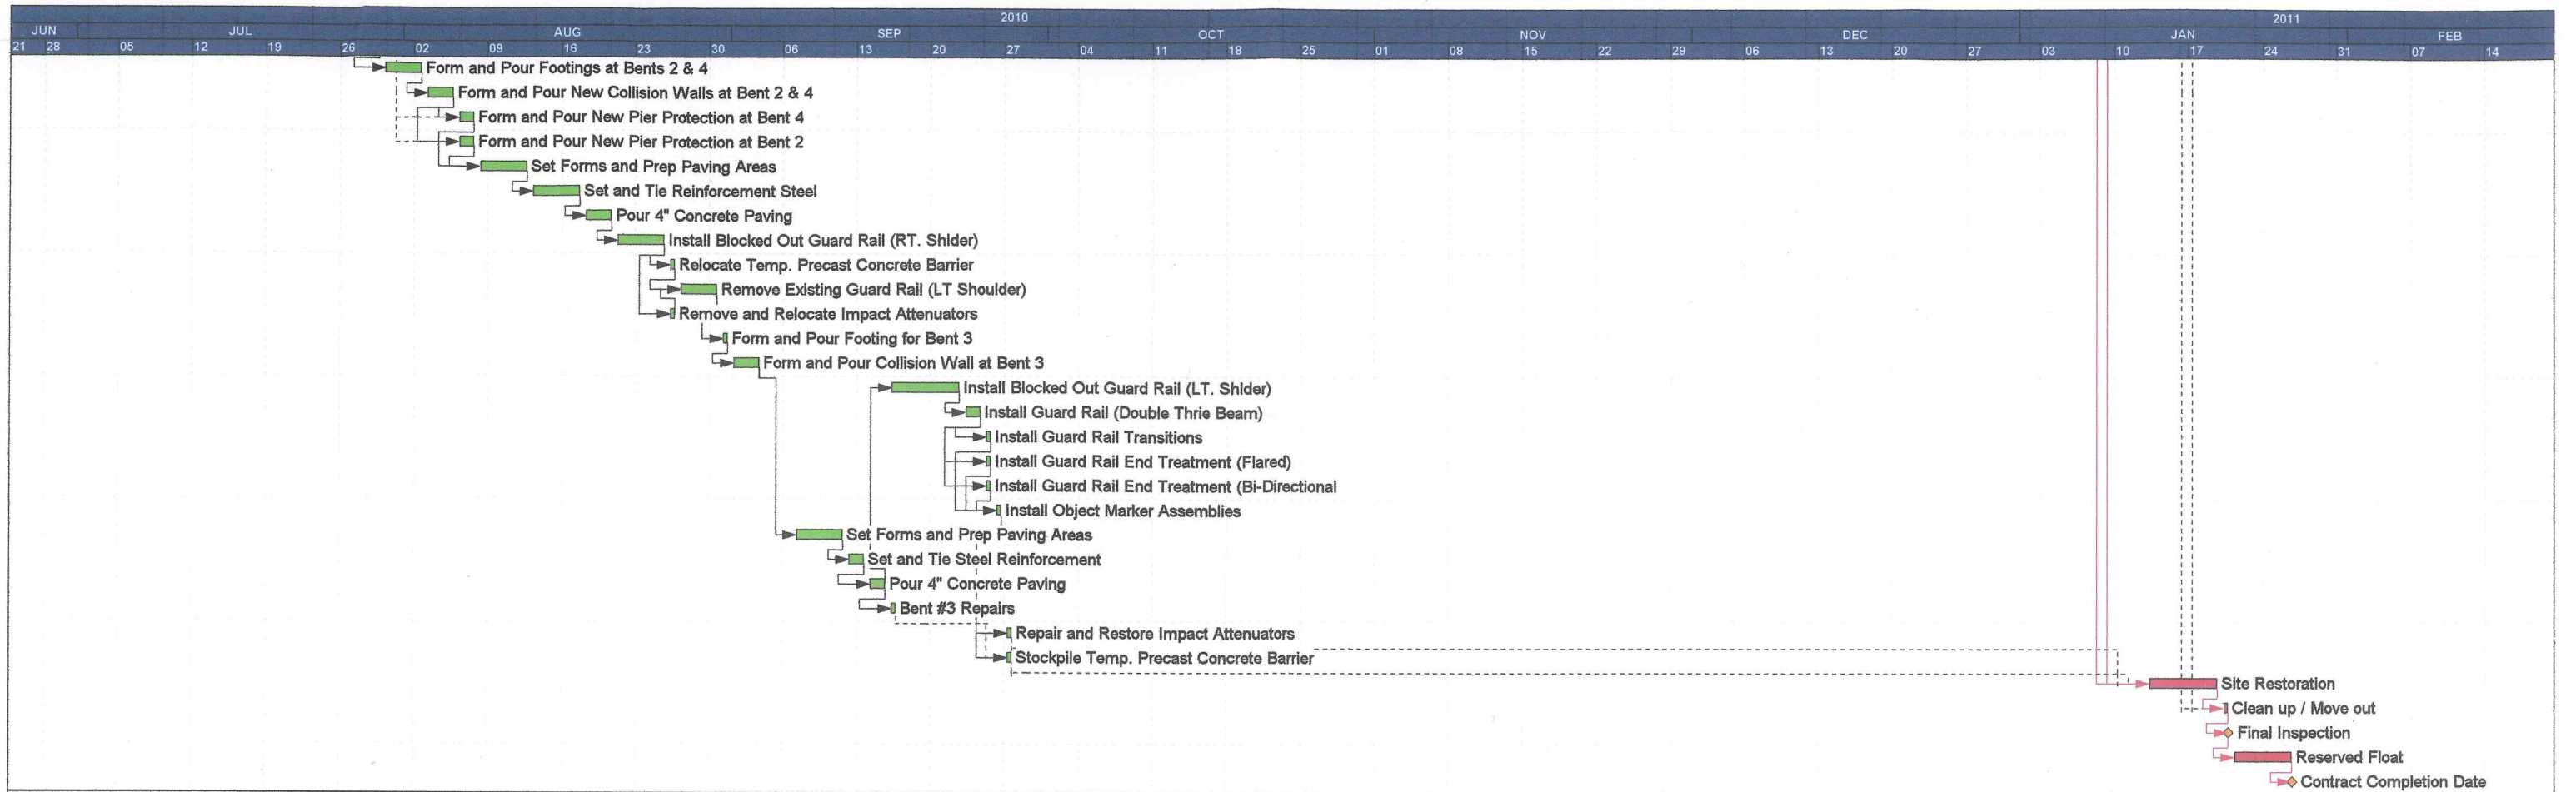 2010 2011
JUN JUL AUG SEP OCT NOV DEC JAN FEB
21 28 05 12 19 26 02 09 16 23 30 06 13 20 27 04 11 18 25 01 08 15 22 29 06 13 20 27 03 10 17 24 31 07 14
Form and Pour Footings at Bents 2 & 4
Form and Pour New Collision Walls at Bent 2 & 4
Form and Pour New Pier Protection at Bent 4
Form and Pour New Pier Protection at Bent 2
Set Forms and Prep Paving Areas
Set and Tie Reinforcement Steel
Pour 4" Concrete Paving
Install Blocked Out Guard Rail (RT. Shlder)
Relocate Temp. Precast Concrete Barrier
Remove Existing Guard Rail (LT Shoulder)
Remove and Relocate Impact Attenuators
Form and Pour Footing for Bent 3
Form and Pour Collision Wall at Bent 3
Install Blocked Out Guard Rail (LT. Shlder)
Install Guard Rail (Double Thrie Beam)
Install Guard Rail Transitions
Install Guard Rail End Treatment (Flared)
Install Guard Rail End Treatment (Bi-Directional
Install Object Marker Assemblies
Set Forms and Prep Paving Areas
Set and Tie Steel Reinforcement
Pour 4" Concrete Paving
Bent #3 Repairs
Repair and Restore Impact Attenuators
Stockpile Temp. Precast Concrete Barrier
Site Restoration
Clean up / Move out
Final Inspection
Reserved Float
Contract Completion Date